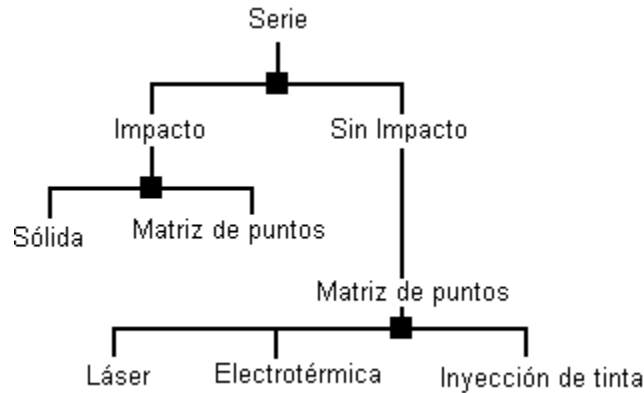 Serie
Impacto
Sin Impacto
Sólida
Matriz de puntos
Matriz de puntos
Láser
Electrotérmica
Inyección de tinta